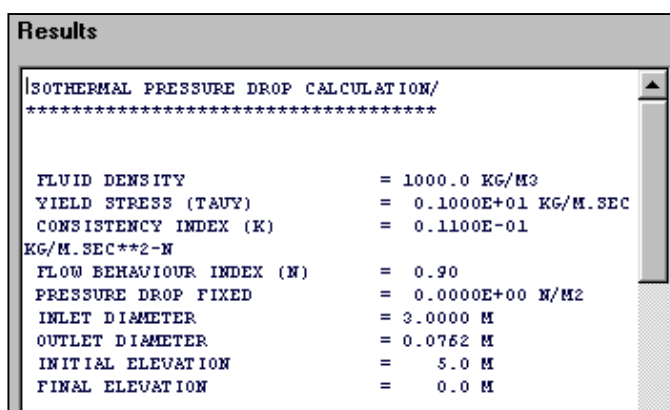 Results
ISOTHERMAL PRESSURE DROP CALCULATION/
************************************
FLUID DENSITY = 1000.0 KG/M3
YIELD STRESS (TAUY) = 0.1000E+01 KG/M.SEC
CONSISTENCY INDEX (K) = 0.1100E-01
KG/M.SEC**2-N
FLOW BEHAVIOUR INDEX (N) = 0.90
PRESSURE DROP FIXED = 0.0000E+00 N/M2
INLET DIAMETER = 3.0000 M
OUTLET DIAMETER = 0.0762 M
INITIAL ELEVATION = 5.0 M
FINAL ELEVATION = 0.0 M